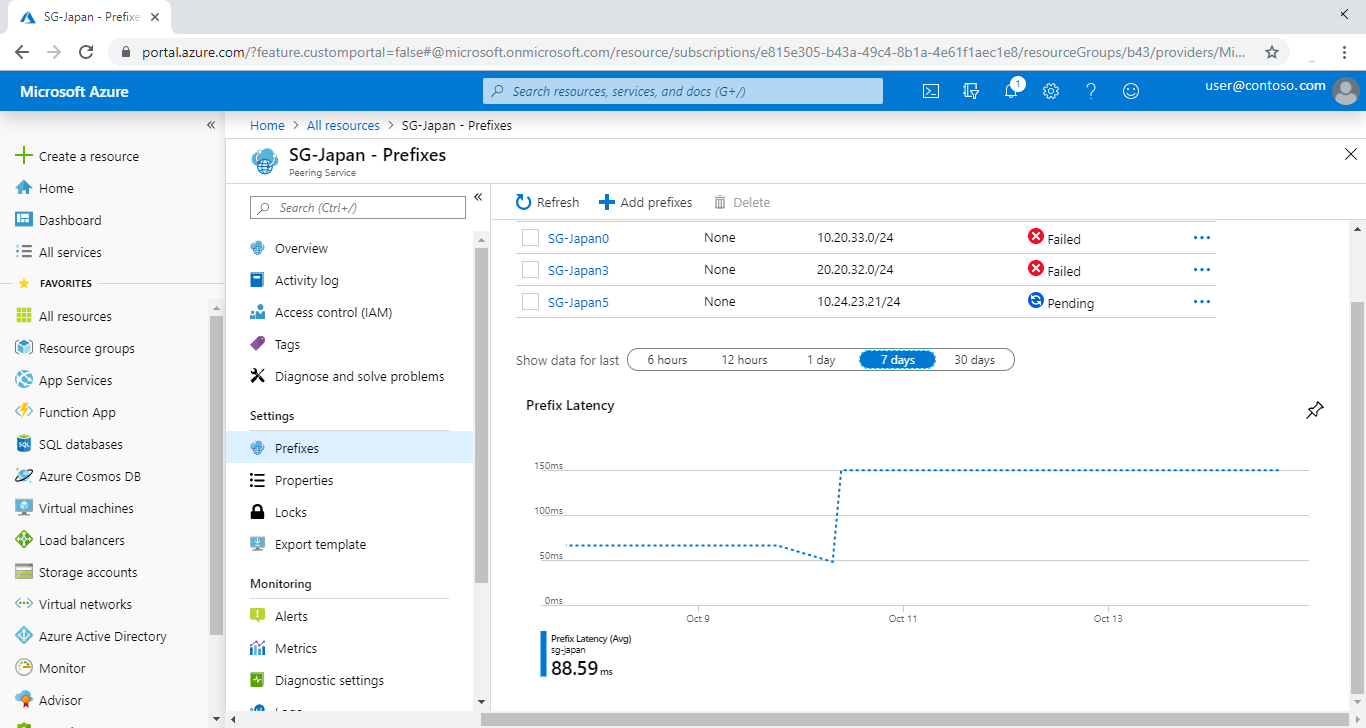 SG-Japan - Prefixe
portal.azure.com/?feature.customportal=false#@microsoft.onmicrosoft.com/resource/subscriptions/e815e305-b43a-49c4-8b1a-4e61f1aec1e8/resourceGroups/b43/providers/Mi...
Microsoft Azure
Search resources, services, and docs (G+/)
1
user@contoso.com
Create a resource
Home
Dashboard
All services
FAVORITES
All resources
Resource groups
App Services
Function App
SQL databases
Azure Cosmos DB
Virtual machines
Load balancers
Storage accounts
Virtual networks
Azure Active Directory
Monitor
Advisor
Home > All resources > SG-Japan - Prefixes
SG-Japan - Prefixes
Peering Service
Search (Ctrl+/)
Overview
Activity log
Access control (IAM)
Tags
Diagnose and solve problems
Settings
Prefixes
Properties
Locks
Export template
Monitoring
Alerts
Metrics
Diagnostic settings
Refresh Add prefixes Delete
SG-Japan0 None 10.20.33.0/24 Failed
SG-Japan3 None 20.20.32.0/24 Failed
SG-Japan5 None 10.24.23.21/24 Pending
Show data for last 6 hours 12 hours 1 day 7 days 30 days
Prefix Latency
150ms
100ms
50ms
0ms
Oct 9 Oct 11 Oct 13
Prefix Latency (Avg)
sg-japan
88.59 ms